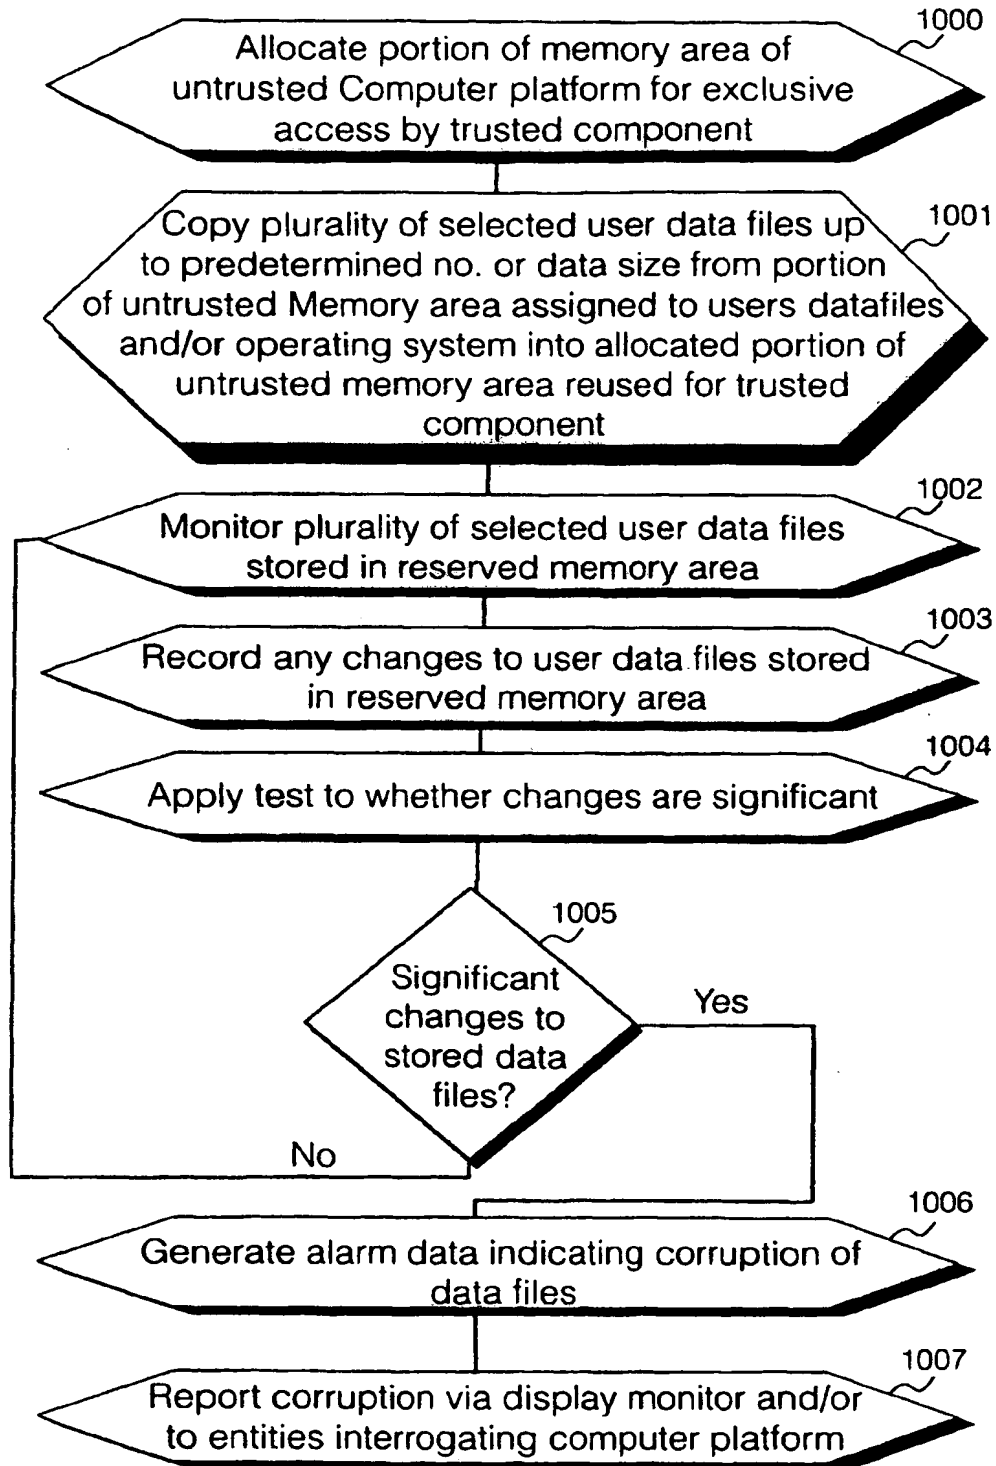 1000
Allocate portion of memory area of
untrusted Computer platform for exclusive
access by trusted component
1001
Copy plurality of selected user data files up
to predetermined no. or data size from portion
of untrusted Memory area assigned to users datafiles
and/or operating system into allocated portion of
untrusted memory area reused for trusted
component
1002
Monitor plurality of selected user data files
stored in reserved memory area
1003
Record any changes to user data files stored
in reserved memory area
1004
Apply test to whether changes are significant
1005
Significant
changes to
stored data
files?
Yes
No
1006
Generate alarm data indicating corruption of
data files
1007
Report corruption via display monitor and/or
to entities interrogating computer platform